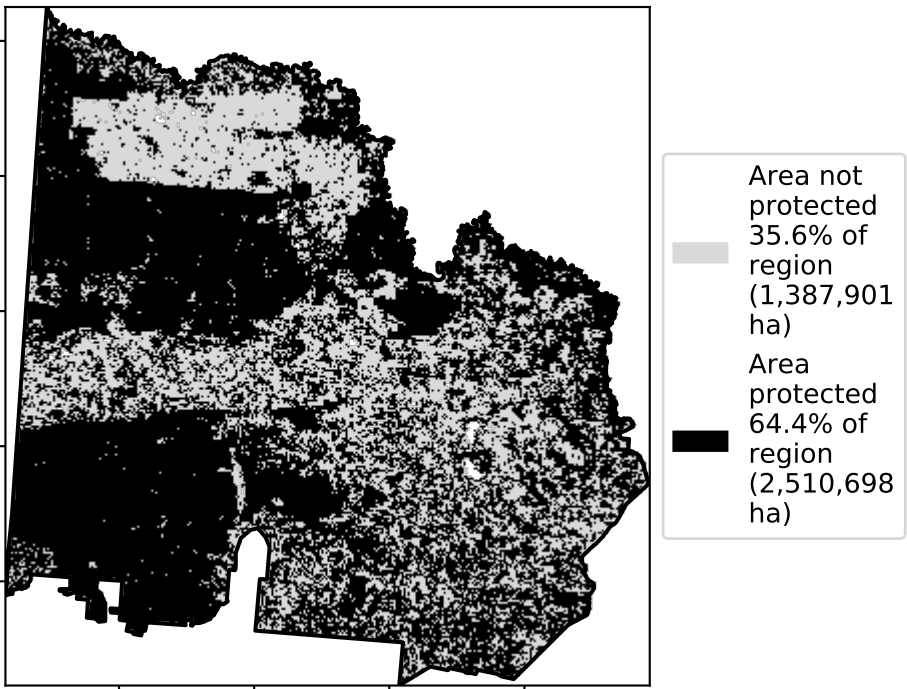 Area not
protected
35.6% of
region
(1,387,901
ha)
Area
protected
64.4% of
region
(2,510,698
ha)